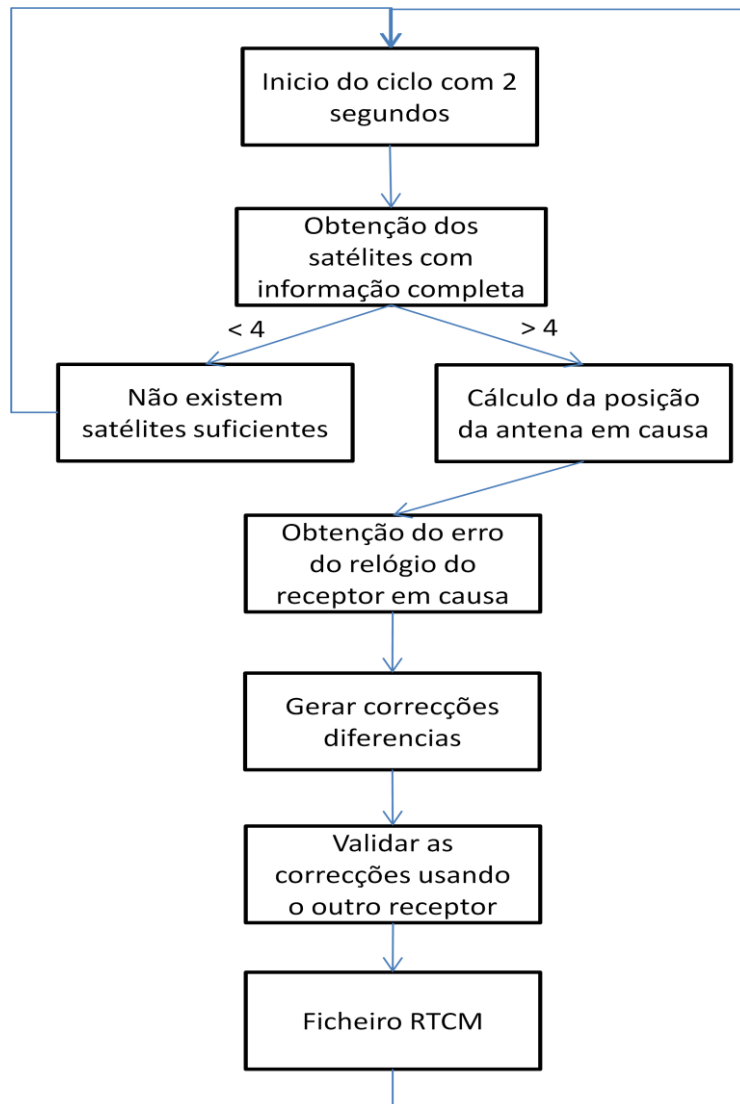 Inicio do ciclo com 2
segundos
Obtenção dos
satélites com
informação completa
< 4
> 4
Não existem
satélites suficientes
Cálculo da posição
da antena em causa
Obtenção do erro
do relógio do
receptor em causa
Gerar correcções
diferencias
Validar as
correcções usando
o outro receptor
Ficheiro RTCM